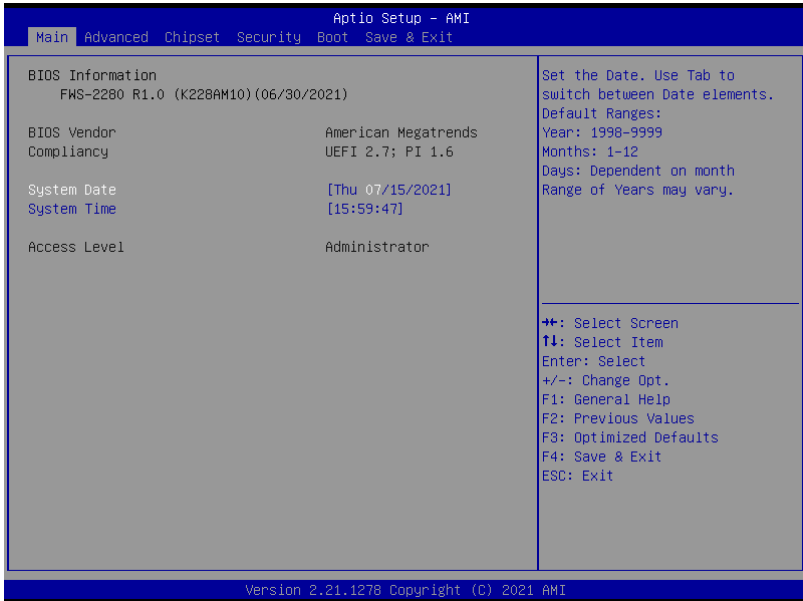 Aptio Setup – AMI
Main Advanced Chipset Security Boot Save & Exit
BIOS Information
FWS-2280 R1.0 (K228AM10)(06/30/2021)
BIOS Vendor American Megatrends
Compliancy UEFI 2.7; PI 1.6
System Date [Thu 07/15/2021]
System Time [15:59:47]
Access Level Administrator
Set the Date. Use Tab to
switch between Date elements.
Default Ranges:
Year: 1998-9999
Months: 1-12
Days: Dependent on month
Range of Years may vary.
→←: Select Screen
↑↓: Select Item
Enter: Select
+/-: Change Opt.
F1: General Help
F2: Previous Values
F3: Optimized Defaults
F4: Save & Exit
ESC: Exit
Version 2.21.1278 Copyright (C) 2021 AMI